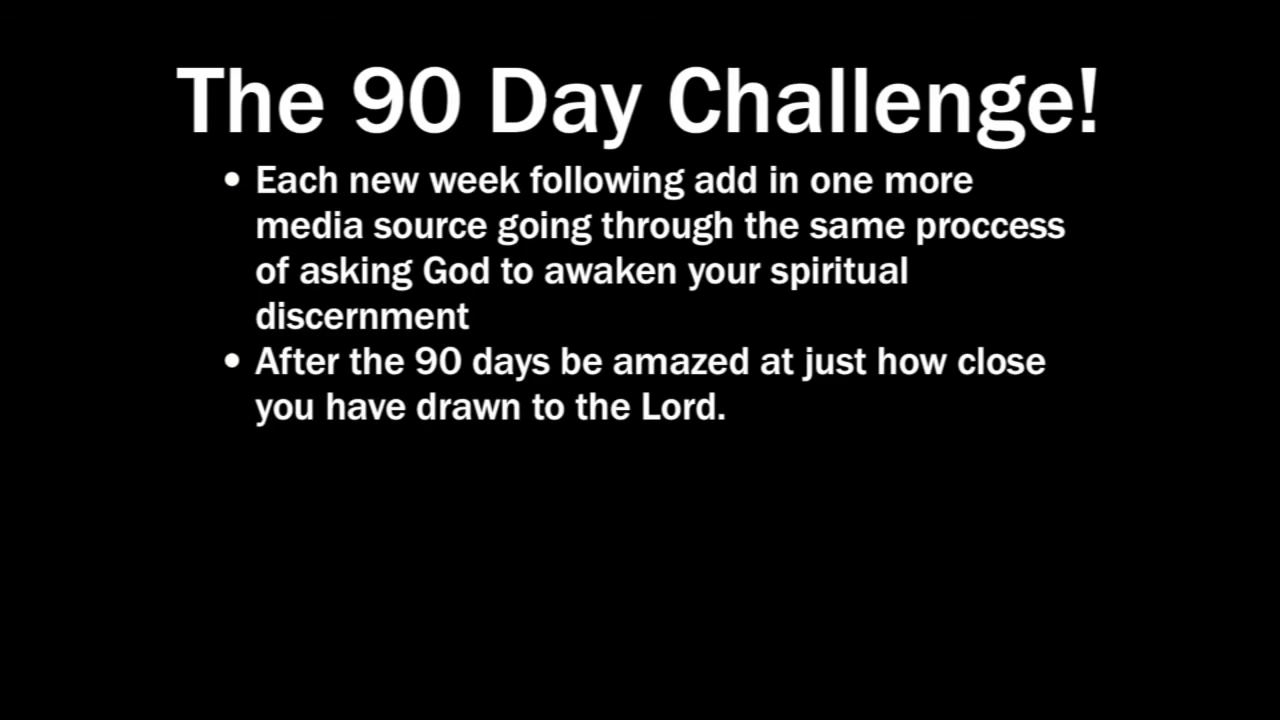 The 90 Day Challenge!
• Each new week following add in one more
media source going through the same proccess
of asking God to awaken your spiritual
discernment
• After the 90 days be amazed at just how close
you have drawn to the Lord.